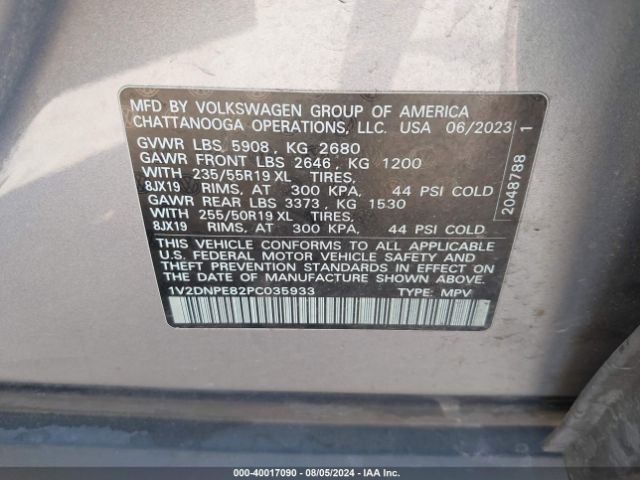 MFD BY VOLKSWAGEN GROUP OF AMERICA
CHATTANOOGA OPERATIONS, LLC. USA 06/2023
GVWR LBS 5908, KG 2680
GAWR FRONT LBS 2646, KG 1200
WITH 235/55R19 XL TIRES,
8JX19 RIMS, AT 300 KPA, 44 PSI COLD
GAWR REAR LBS 3373, KG 1530
WITH 255/50R19 XL TIRES,
8JX19 RIMS, AT 300 KPA, 44 PSI COLD.
THIS VEHICLE CONFORMS TO ALL APPLICABLE
U.S. FEDERAL MOTOR VEHICLE SAFETY, AND
THEFT PREVENTION STANDARDS IN EFFECT ON
THE DATE OF MANUFACTURE SHOWN ABOVE.
1V2DNPE82PC035933 TYPE: MPV
2048788 1
000-40017090 - 08/05/2024 - IAAI.COM